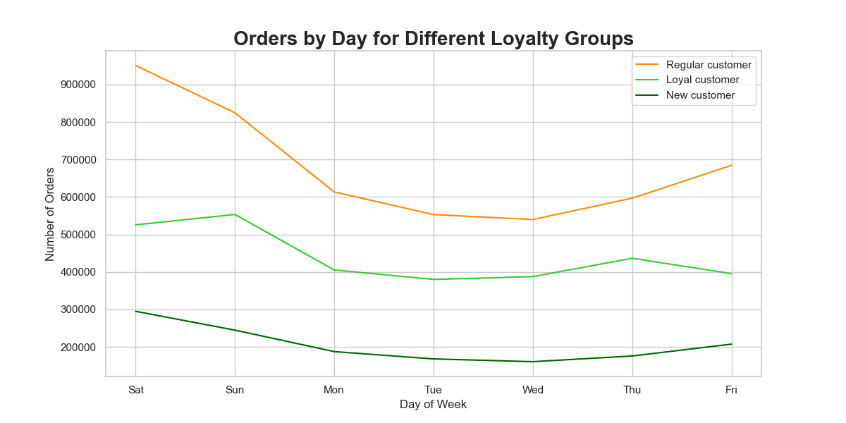 Orders by Day for Different Loyalty Groups
Regular customer
Loyal customer
New customer
900000
800000
700000
600000
500000
400000
300000
200000
Number of Orders
Sat Sun Mon Tue Wed Thu Fri
Day of Week